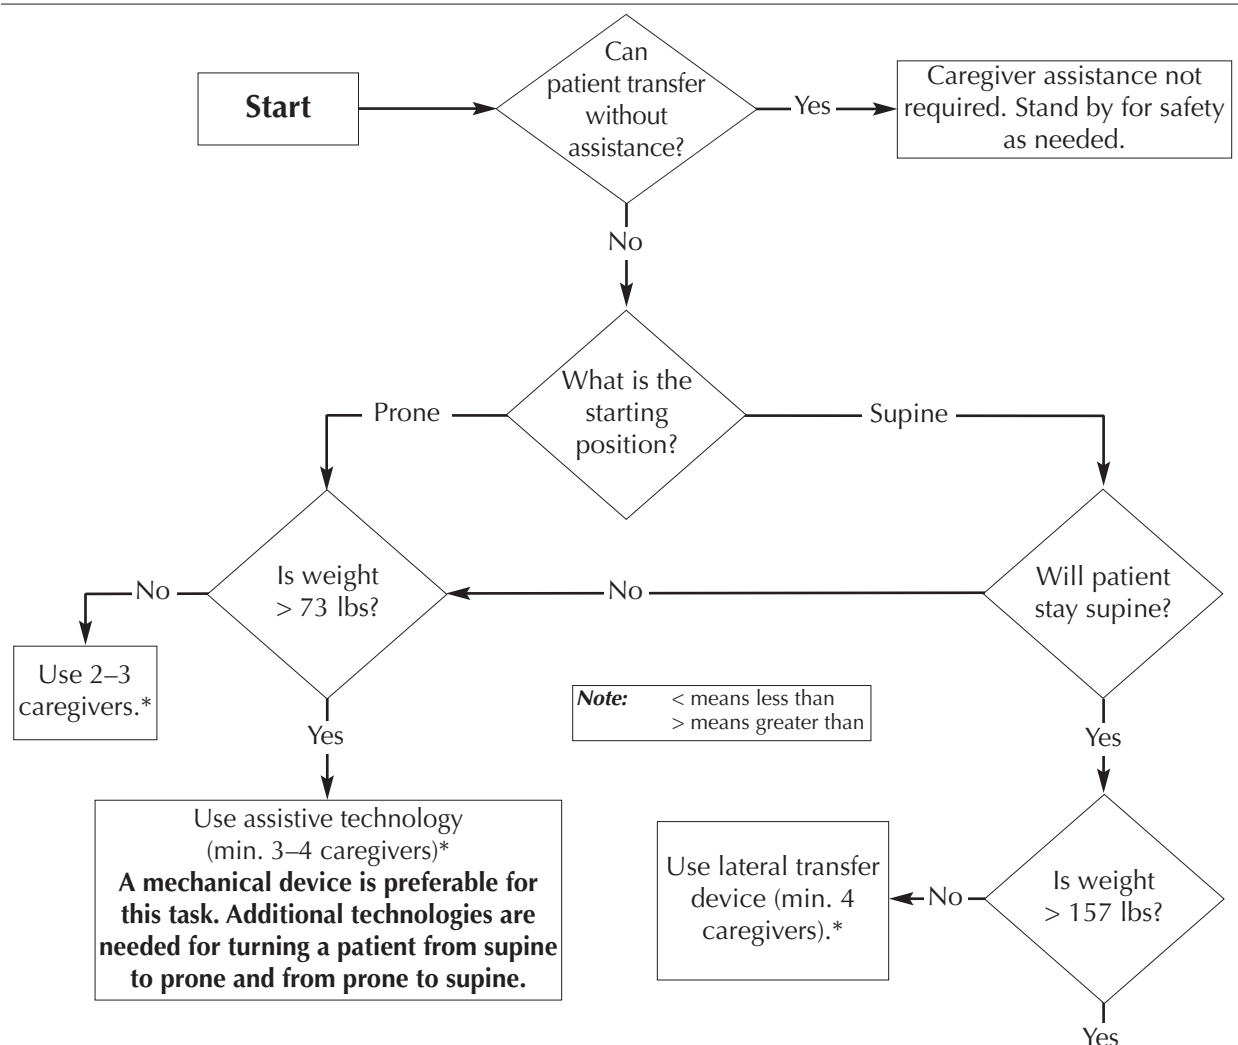 Start
Can
patient transfer
without
assistance?
Yes
Caregiver assistance not
required. Stand by for safety
as needed.
No
What is the
starting
position?
Prone
Supine
Is weight
> 73 lbs?
No
Use 2–3
caregivers.*
No
Will patient
stay supine?
Note: < means less than
> means greater than
Yes
Use assistive technology
(min. 3–4 caregivers)*
A mechanical device is preferable for
this task. Additional technologies are
needed for turning a patient from supine
to prone and from prone to supine.
Yes
Is weight
> 157 lbs?
No
Use lateral transfer
device (min. 4
caregivers).*
Yes